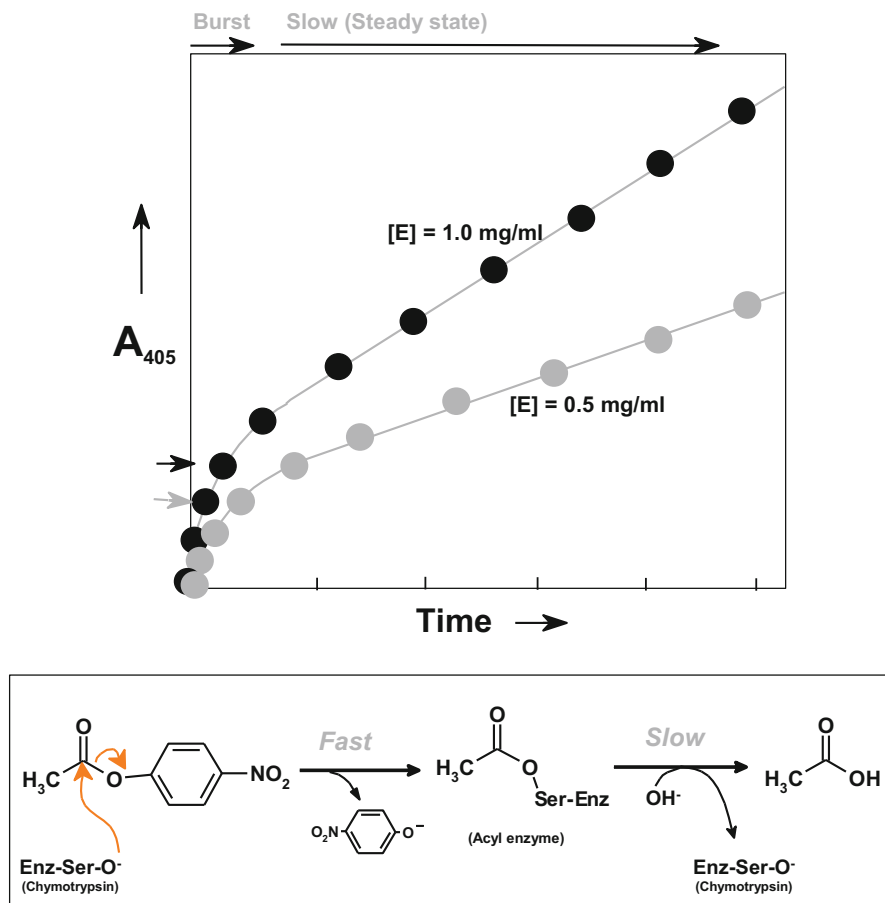 Burst Slow (Steady state)
[E] = 1.0 mg/ml
A405
[E] = 0.5 mg/ml
Time
O
Fast
O
Slow
O
H3C
O
NO2
H3C
O
H3C
OH
Ser-Enz
OH-
O2N
O–
(Acyl enzyme)
Enz-Ser-O-
(Chymotrypsin)
Enz-Ser-O-
(Chymotrypsin)